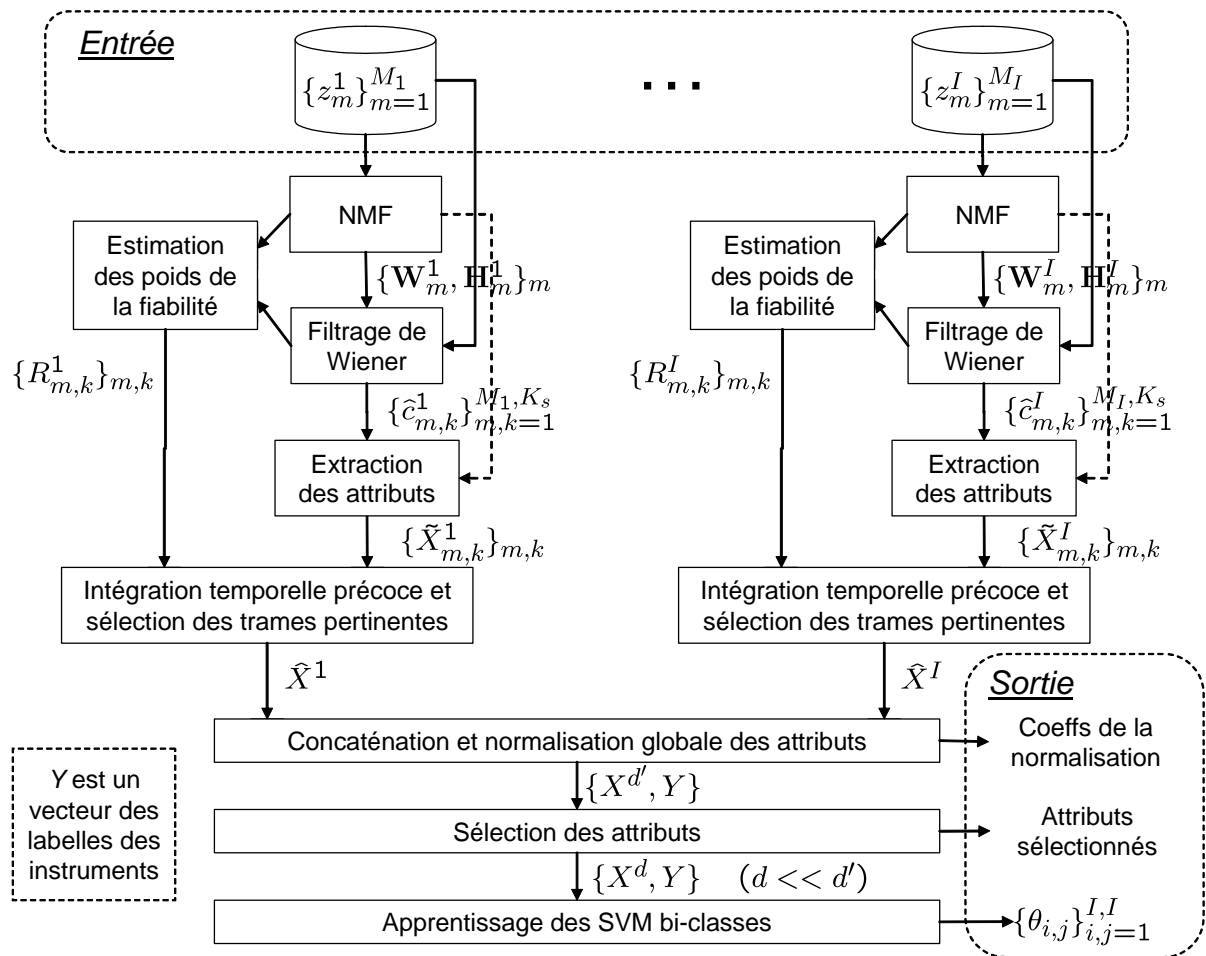 Entrée
{z_m^1}_{m=1}^{M_1}
...
{z_m^I}_{m=1}^{M_I}
NMF
Estimation
des poids de
la fiabilité
{W_m^1, H_m^1}_m
Filtrage de
Wiener
{R_{m,k}^1}_{m,k}
{ĉ_{m,k}^1}_{m,k=1}^{M_1,K_s}
Extraction
des attributs
{X̃_{m,k}^1}_{m,k}
Intégration temporelle précoce et
sélection des trames pertinentes
X̂^1
NMF
Estimation
des poids de
la fiabilité
{W_m^I, H_m^I}_m
Filtrage de
Wiener
{R_{m,k}^I}_{m,k}
{ĉ_{m,k}^I}_{m,k=1}^{M_I,K_s}
Extraction
des attributs
{X̃_{m,k}^I}_{m,k}
Intégration temporelle précoce et
sélection des trames pertinentes
X̂^I
Sortie
Concaténation et normalisation globale des attributs
Coeffs de la
normalisation
{X^{d'}, Y}
Y est un
vecteur des
labelles des
instruments
Sélection des attributs
Attributs
sélectionnés
{X^d, Y} (d << d')
Apprentissage des SVM bi-classes
{θ_{i,j}}_{i,j=1}^{I,I}